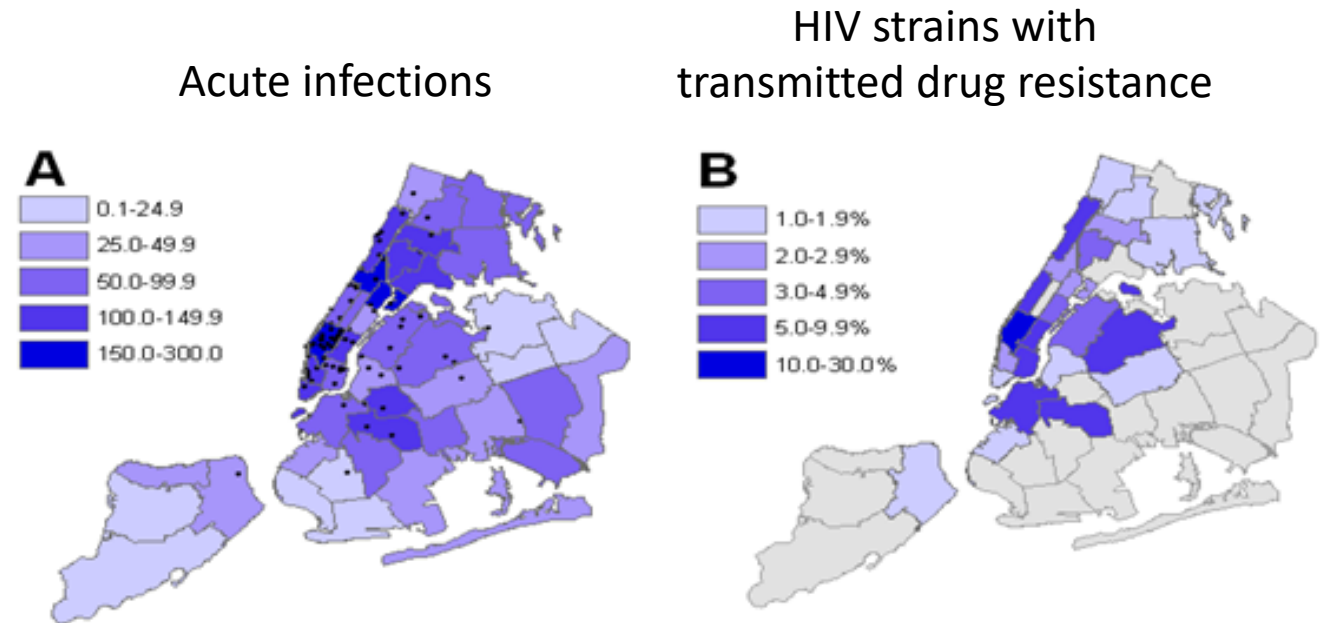 Acute infections
HIV strains with
transmitted drug resistance
A
0.1-24.9
25.0-49.9
50.0-99.9
100.0-149.9
150.0-300.0
B
1.0-1.9%
2.0-2.9%
3.0-4.9%
5.0-9.9%
10.0-30.0%